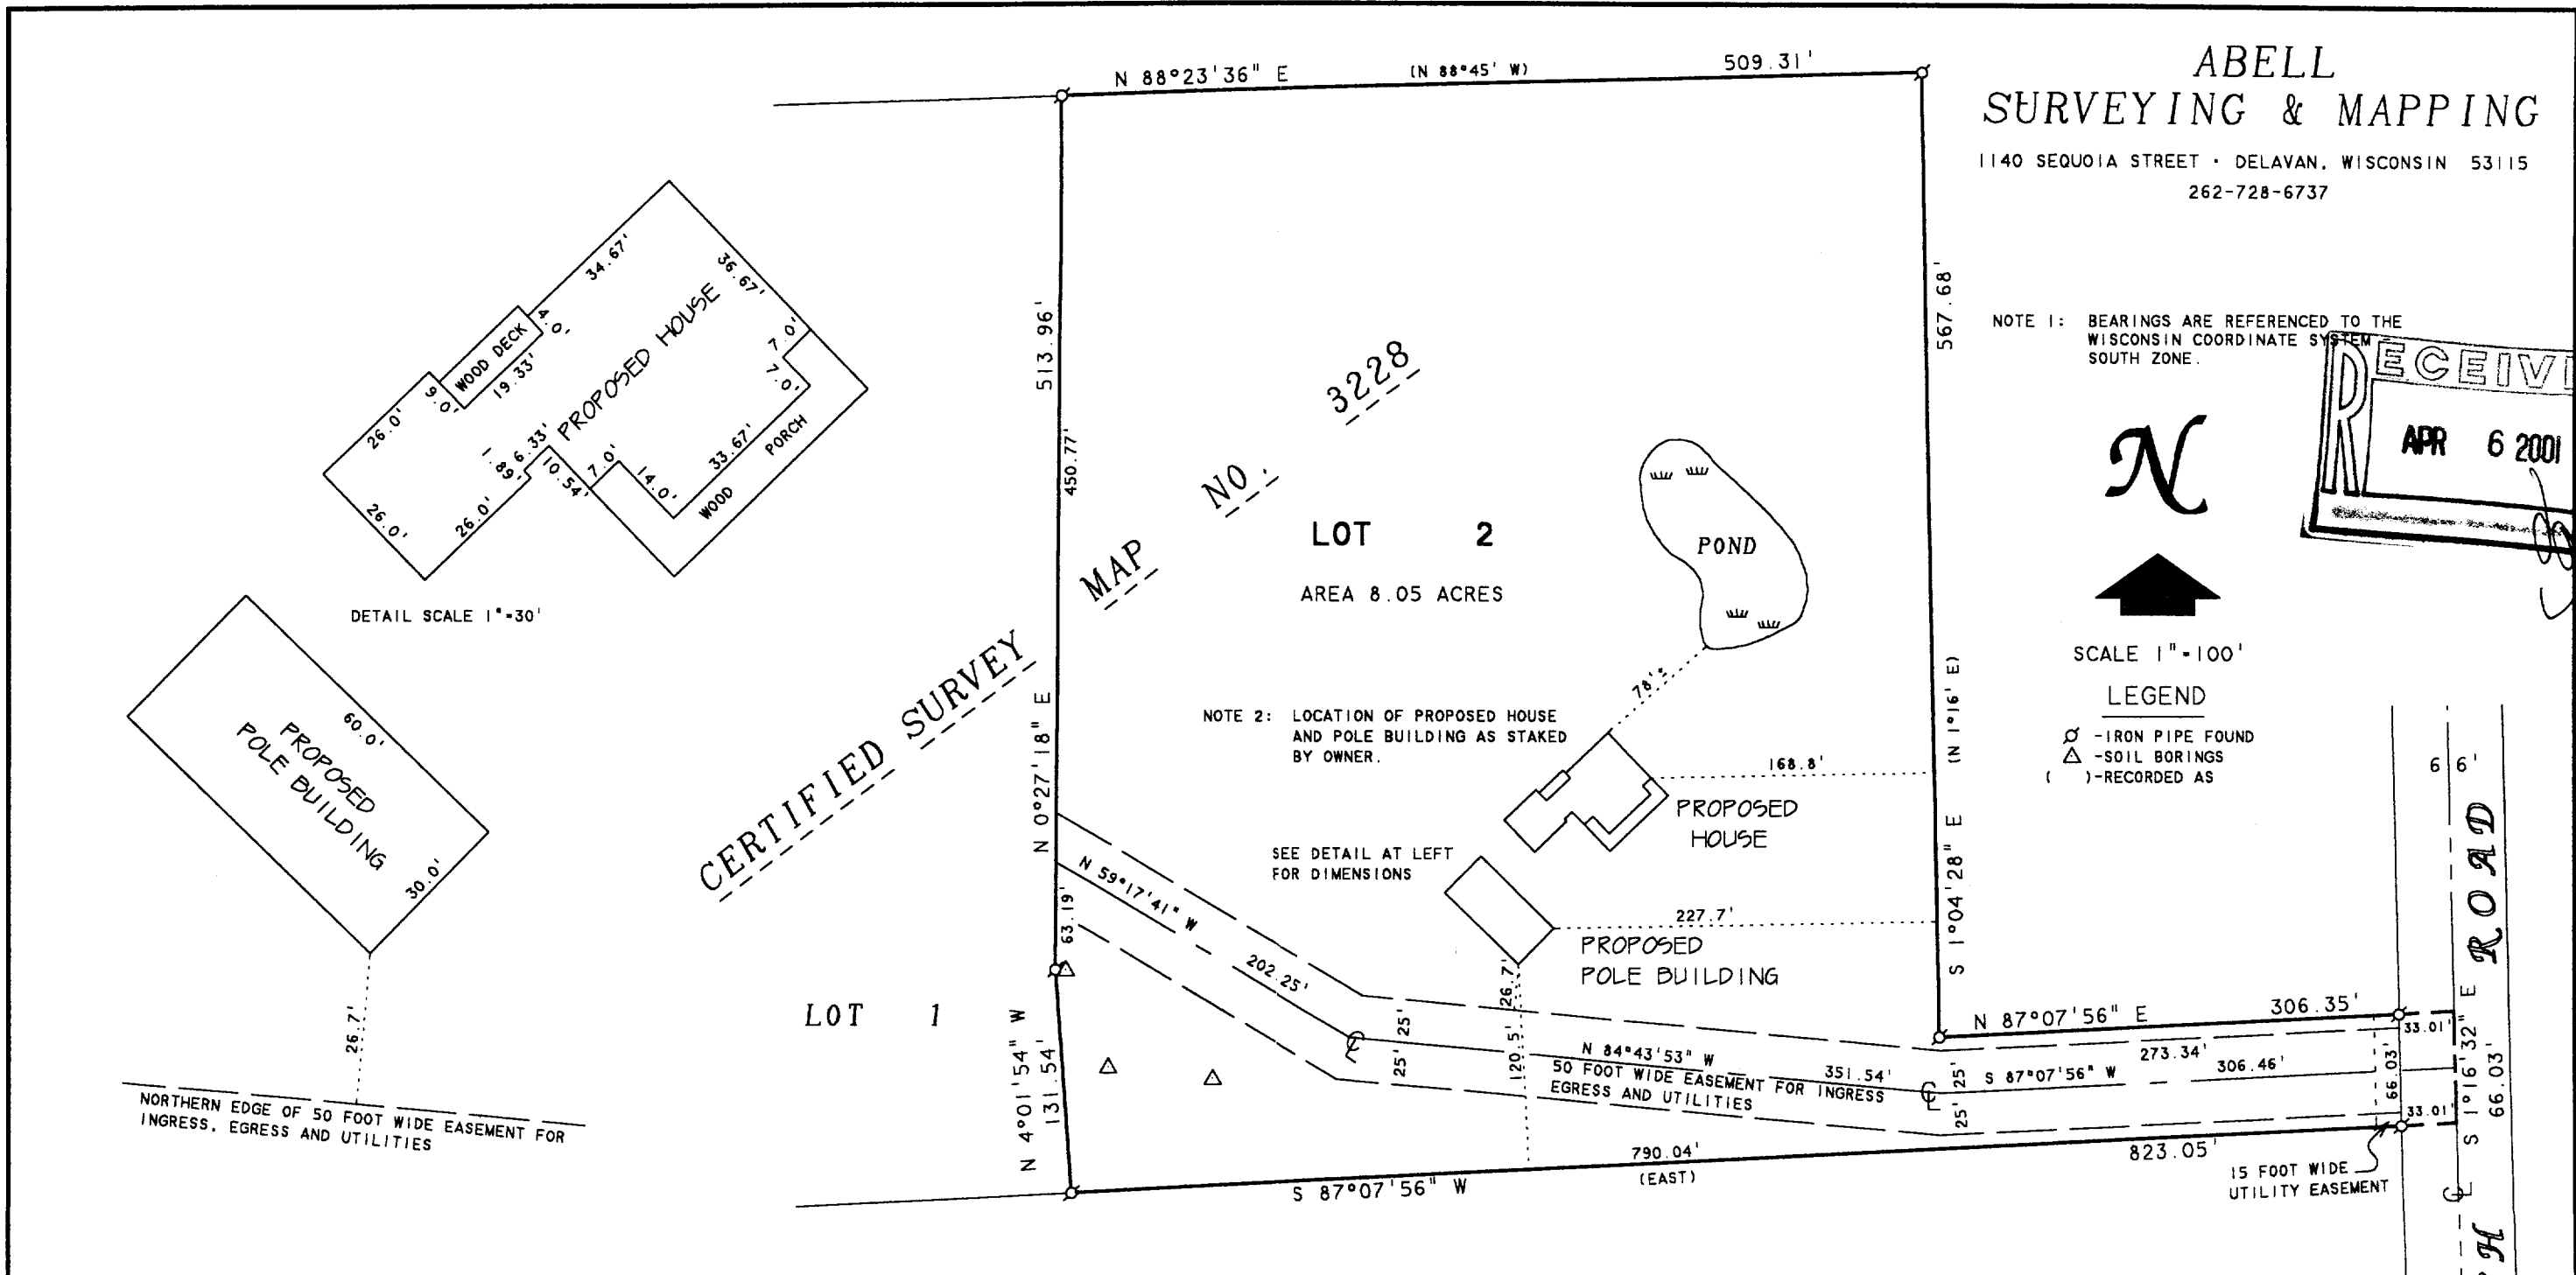 ABELL
SURVEYING & MAPPING
1140 SEQUOIA STREET · DELAVAN, WISCONSIN 53115
262-728-6737
N 88°23'36" E
(N 88°45' W)
509.31'
NOTE 1: BEARINGS ARE REFERENCED TO THE
WISCONSIN COORDINATE SYSTEM -
SOUTH ZONE.
APR 6 2001
N
SCALE 1"=100'
LEGEND
-IRON PIPE FOUND
-SOIL BORINGS
( )-RECORDED AS
34.67'
36.67'
4.0'
WOOD DECK
19.33'
9.0'
26.0'
PROPOSED HOUSE
7.0'
7.0'
33.67'
WOOD PORCH
14.0'
7.0'
10.54'
6.33'
1.89'
26.0'
26.0'
DETAIL SCALE 1"=30'
60.0'
PROPOSED
POLE BUILDING
30.0'
26.7'
NORTHERN EDGE OF 50 FOOT WIDE EASEMENT FOR
INGRESS, EGRESS AND UTILITIES
CERTIFIED SURVEY MAP NO. 3228
513.96'
450.77'
N 0°27'18" E
63.19'
LOT 2
AREA 8.05 ACRES
POND
78'±
567.68'
(N 1°16' E)
S 1°04'28" E
NOTE 2: LOCATION OF PROPOSED HOUSE
AND POLE BUILDING AS STAKED
BY OWNER.
168.8'
PROPOSED
HOUSE
SEE DETAIL AT LEFT
FOR DIMENSIONS
227.7'
PROPOSED
POLE BUILDING
26.7'
120.5'
N 59°17'41" W
202.25'
LOT 1
N 4°01'54" W
131.54'
25'
25'
N 84°43'53" W
351.54'
50 FOOT WIDE EASEMENT FOR INGRESS
EGRESS AND UTILITIES
25'
25'
N 87°07'56" E
306.35'
273.34'
S 87°07'56" W
306.46'
33.01'
66.03'
33.01'
S 1°16'32" E
66.03'
66'
ROAD
790.04'
(EAST)
823.05'
S 87°07'56" W
15 FOOT WIDE
UTILITY EASEMENT